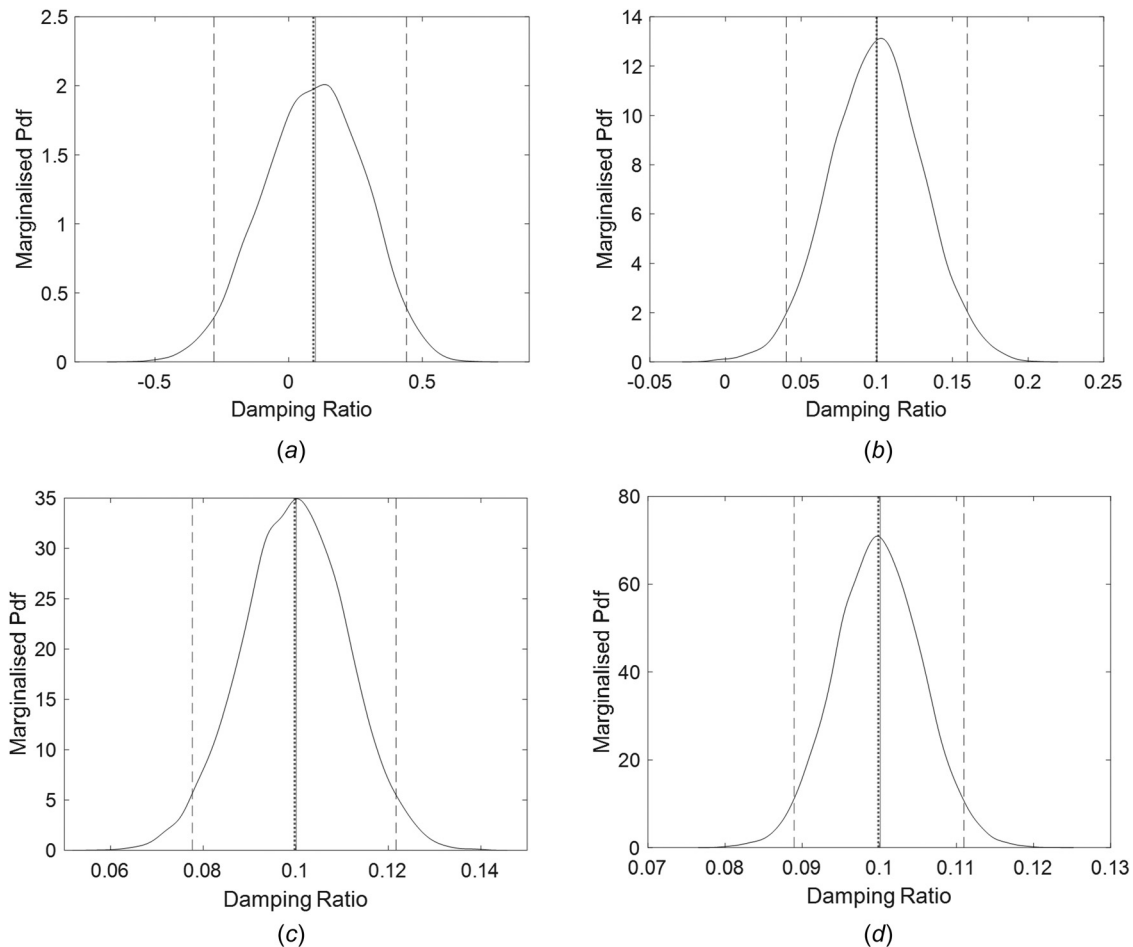 2.5
2
1.5
1
0.5
0
Marginalised Pdf
-0.5 0 0.5
Damping Ratio
(a)
14
12
10
8
6
4
2
0
Marginalised Pdf
-0.05 0 0.05 0.1 0.15 0.2 0.25
Damping Ratio
(b)
35
30
25
20
15
10
5
0
Marginalised Pdf
0.06 0.08 0.1 0.12 0.14
Damping Ratio
(c)
80
60
40
20
0
Marginalised Pdf
0.07 0.08 0.09 0.1 0.11 0.12 0.13
Damping Ratio
(d)